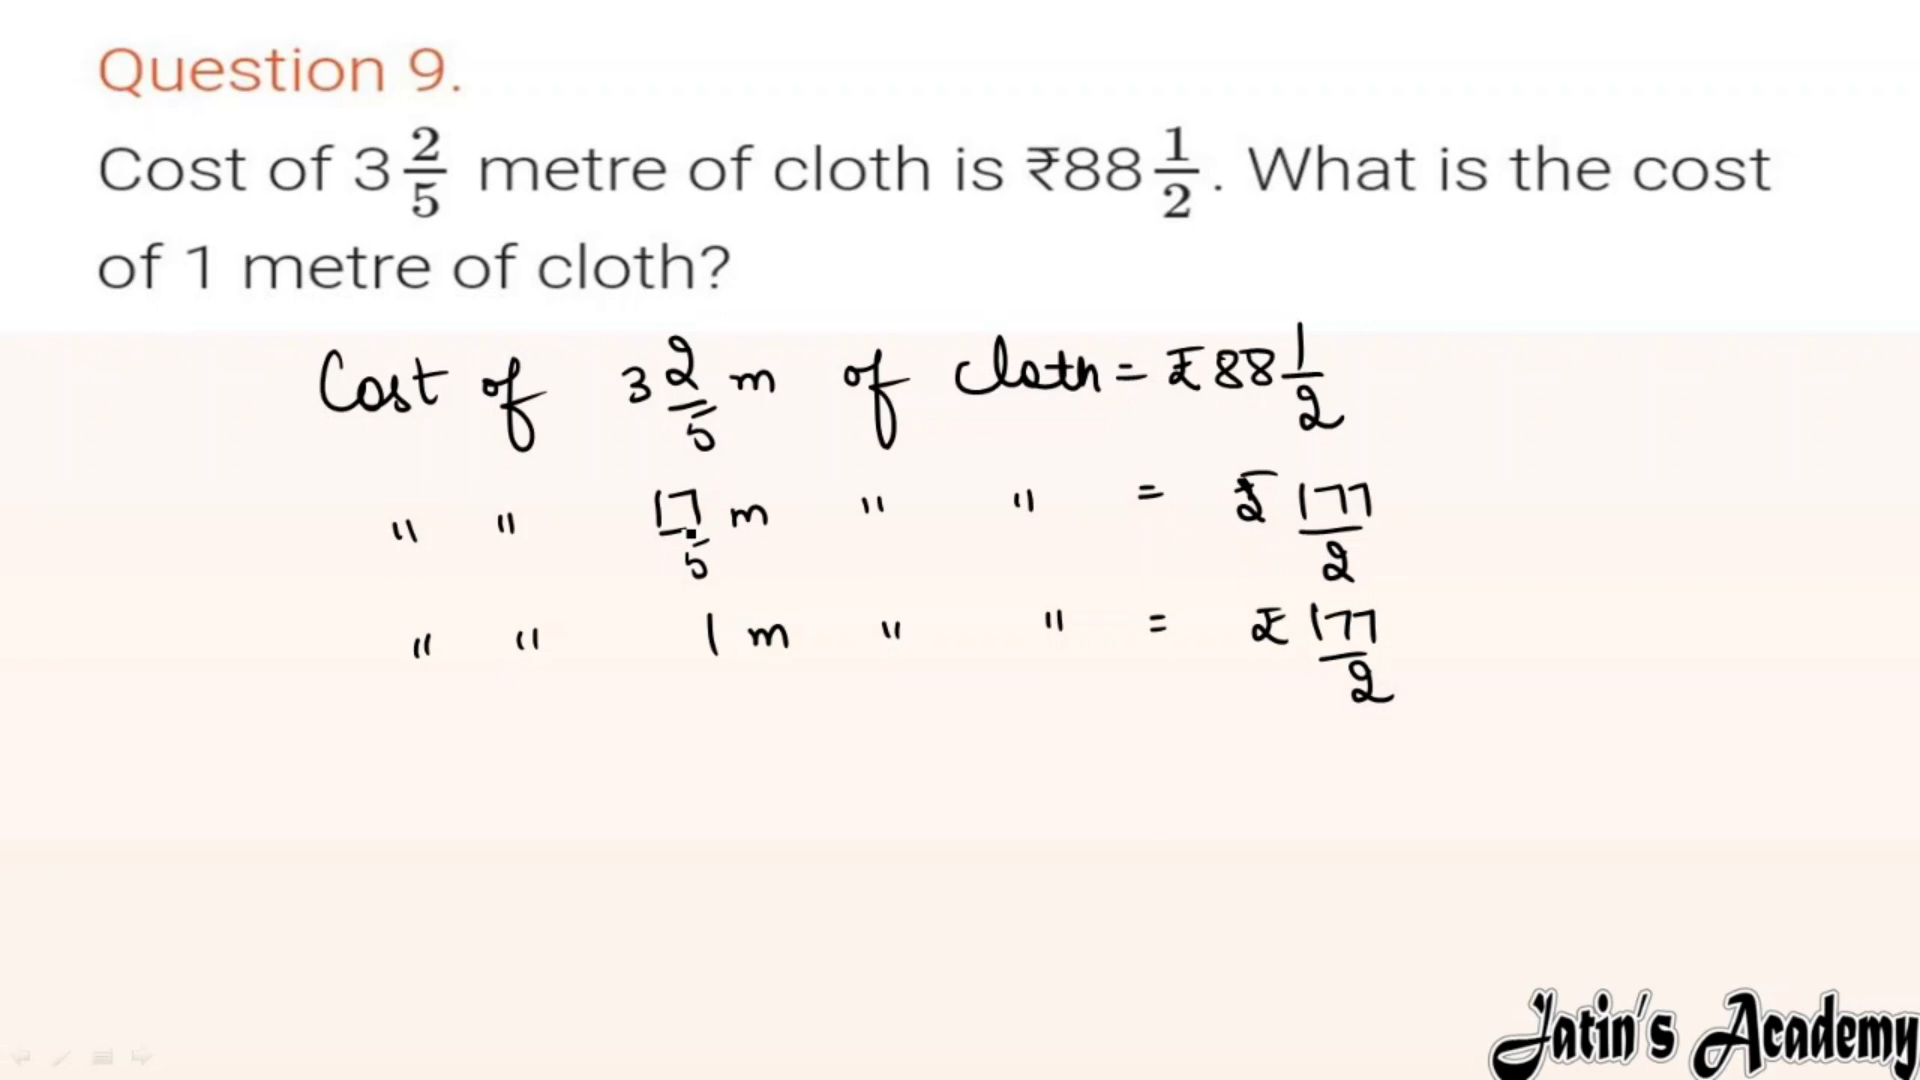 Question 9.
Cost of 3 2/5 metre of cloth is ₹88 1/2. What is the cost
of 1 metre of cloth?
Cost of 3 2/5 m of cloth = ₹ 88 1/2
" " 17/5 m " " = ₹ 177/2
" " 1 m " " = ₹ 177/2
Jatin's Academy